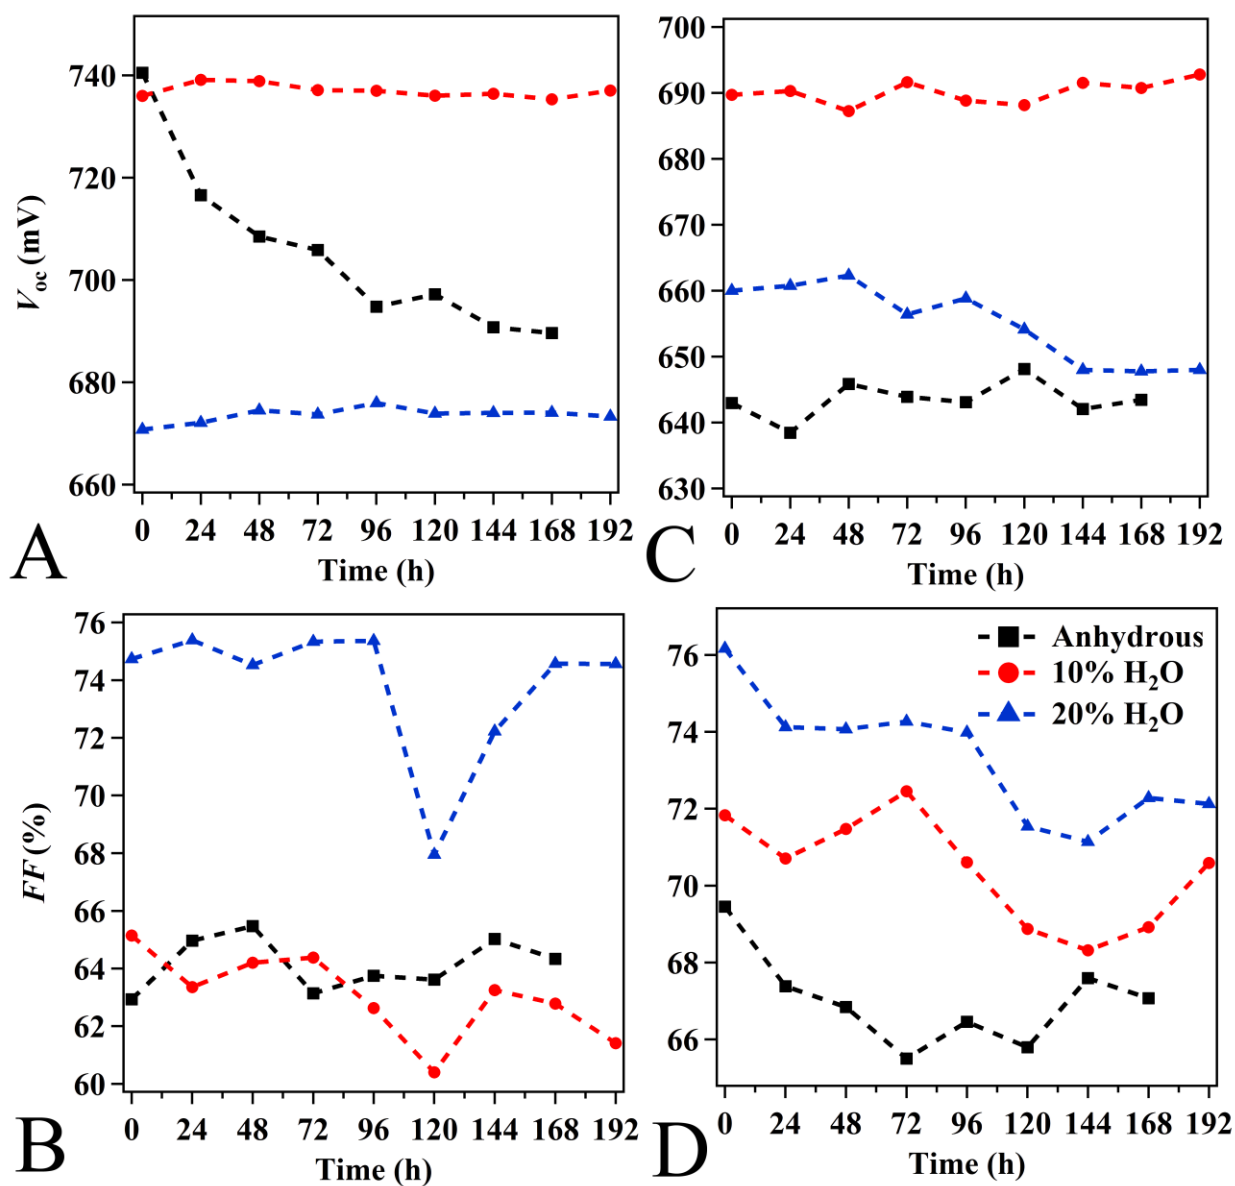 740
720
700
680
660
V_oc (mV)
0 24 48 72 96 120 144 168 192
Time (h)
A
700
690
680
670
660
650
640
630
0 24 48 72 96 120 144 168 192
Time (h)
C
76
74
72
70
68
66
64
62
60
FF (%)
0 24 48 72 96 120 144 168 192
Time (h)
B
76
74
72
70
68
66
Anhydrous
10% H₂O
20% H₂O
0 24 48 72 96 120 144 168 192
Time (h)
D